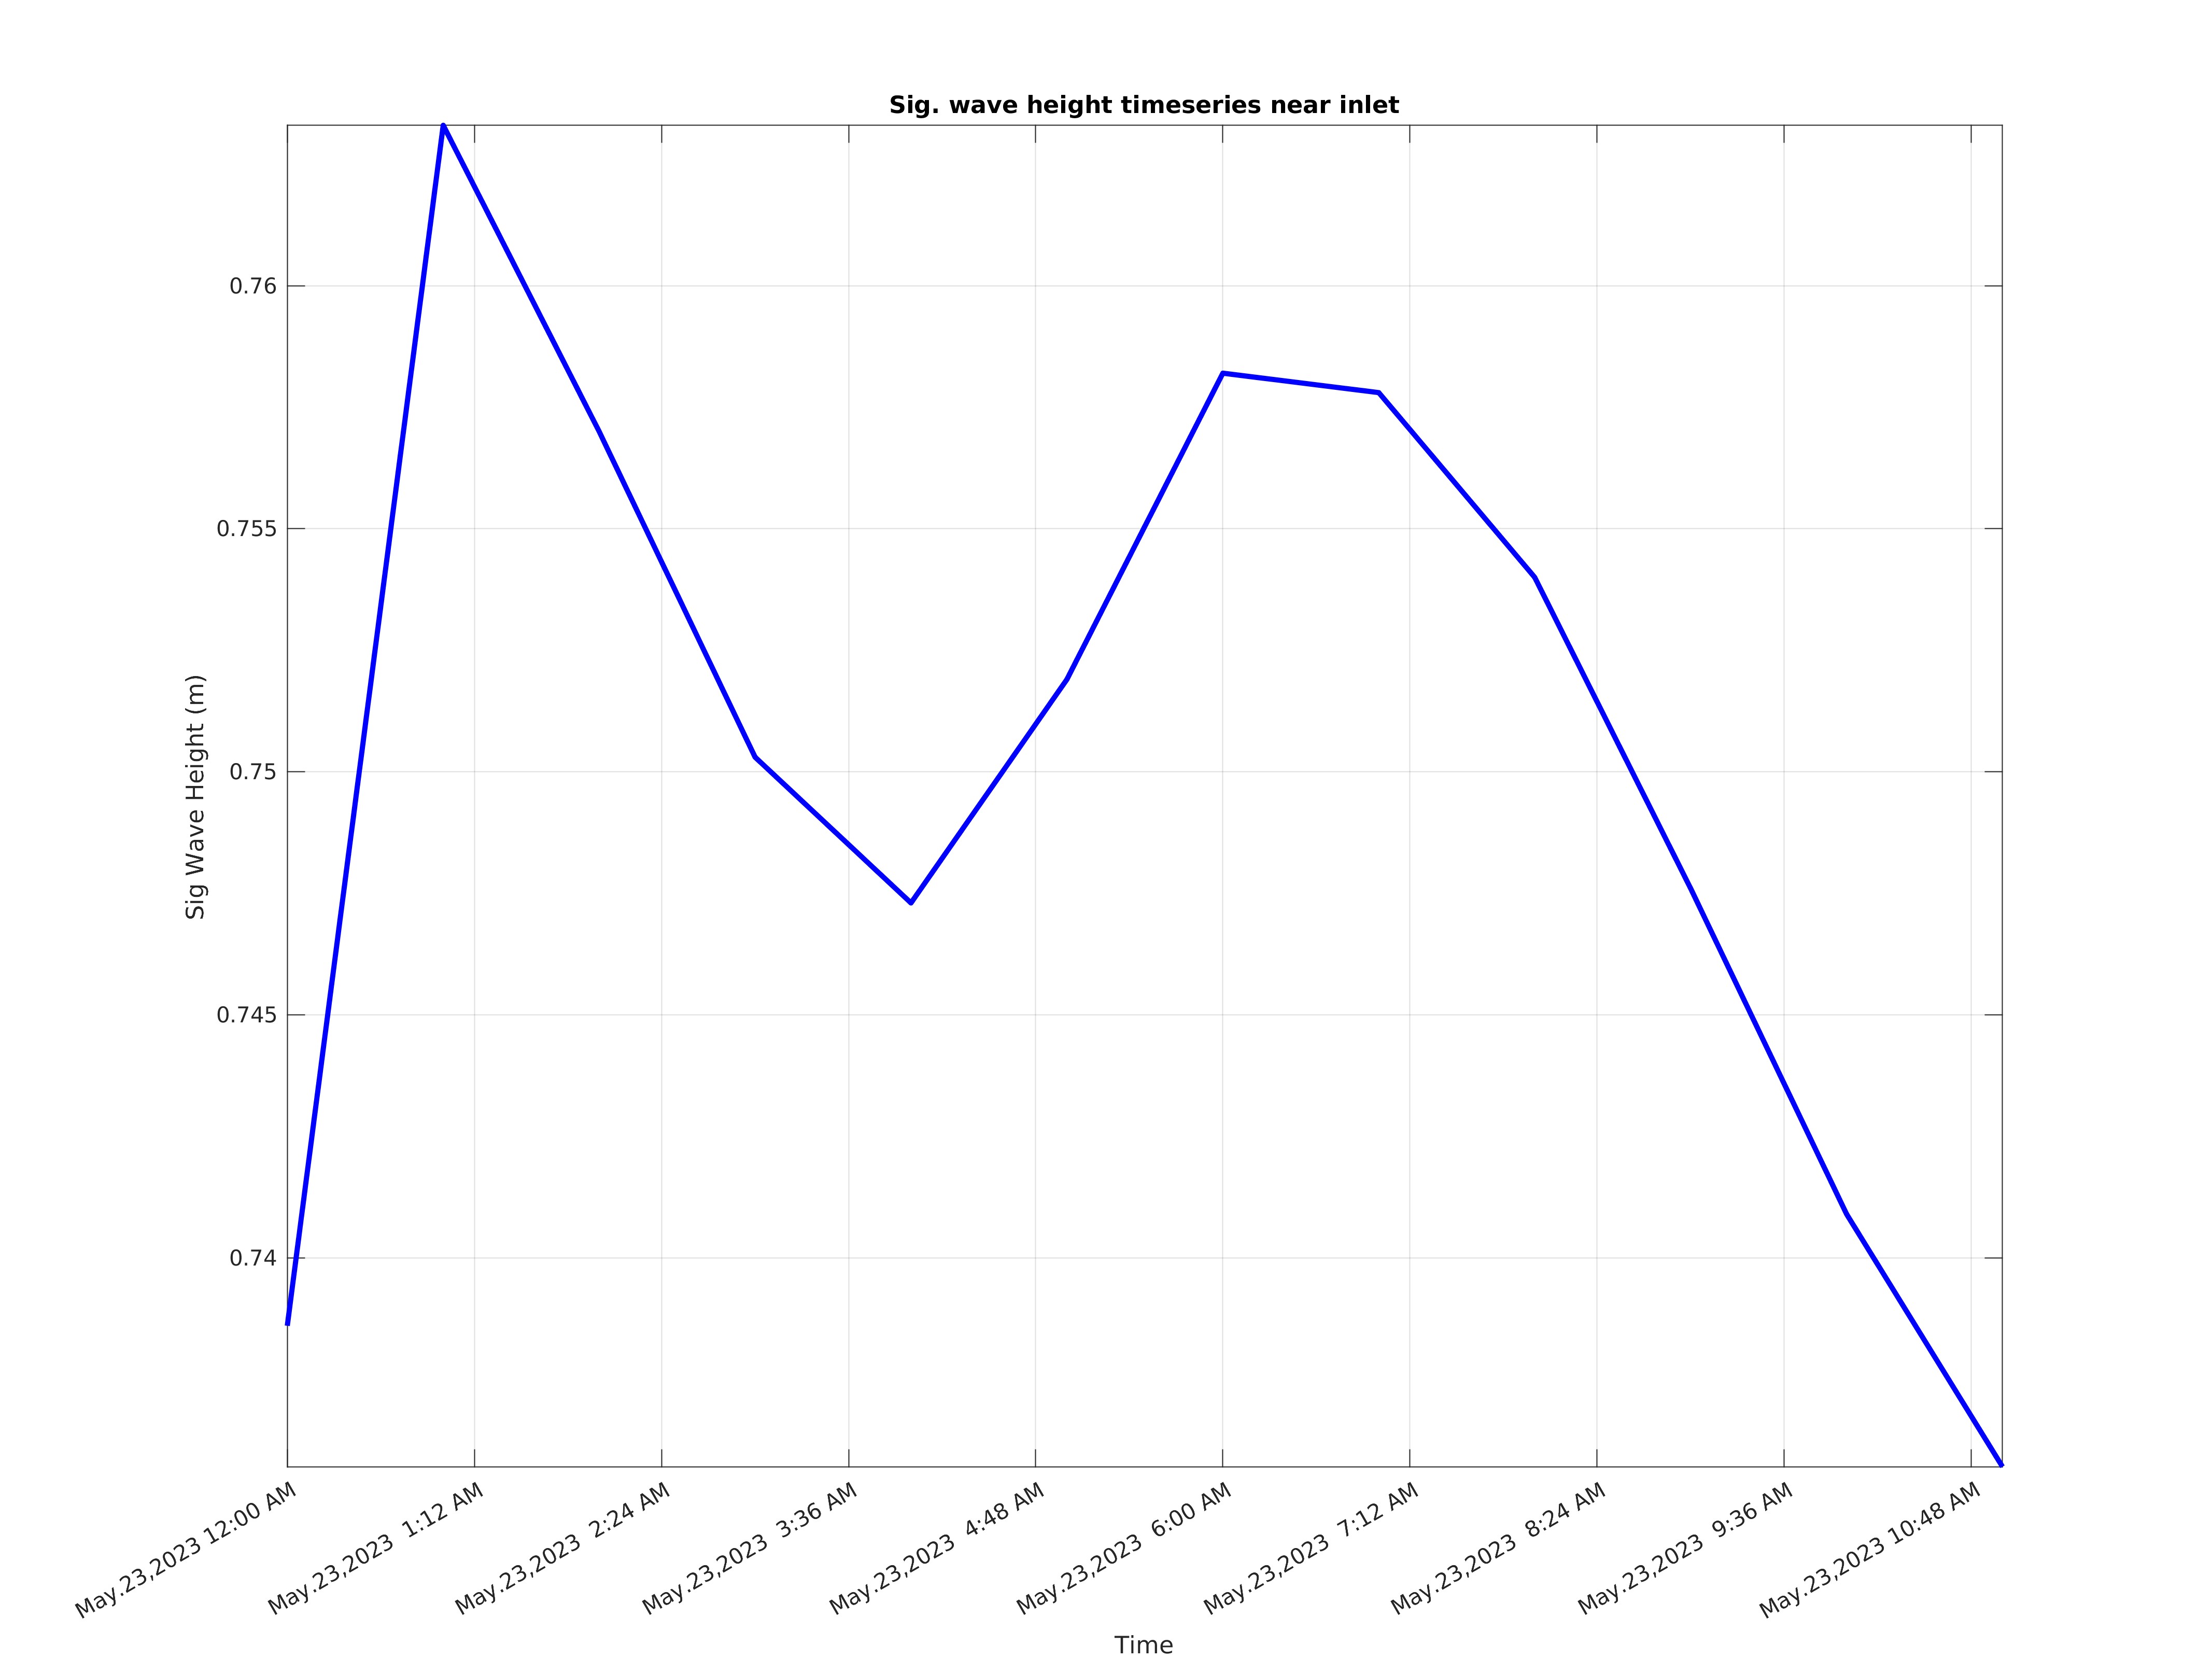 Sig. wave height timeseries near inlet
0.76
0.755
0.75
0.745
0.74
Sig Wave Height (m)
May.23,2023 12:00 AM
May.23,2023 1:12 AM
May.23,2023 2:24 AM
May.23,2023 3:36 AM
May.23,2023 4:48 AM
May.23,2023 6:00 AM
May.23,2023 7:12 AM
May.23,2023 8:24 AM
May.23,2023 9:36 AM
May.23,2023 10:48 AM
Time